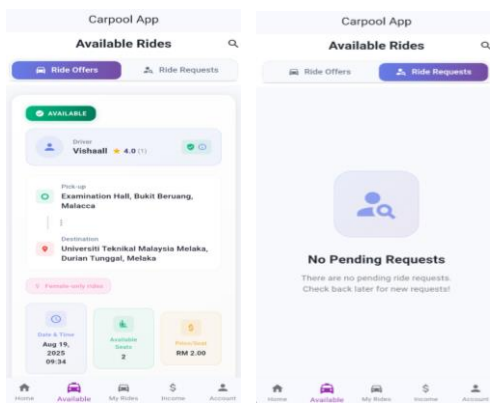 Carpool App
Available Rides
Ride Offers
Ride Requests
AVAILABLE
Driver
Vishaall 4.0 (1)
Pick-up
Examination Hall, Bukit Beruang,
Malacca
Destination
Universiti Teknikal Malaysia Melaka,
Durian Tunggal, Melaka
Female-only rides
Date & Time
Aug 19,
2025
09:34
Available
Seats
2
Price/Seat
RM 2.00
Home
Available
My Rides
Income
Account
Carpool App
Available Rides
Ride Offers
Ride Requests
No Pending Requests
There are no pending ride requests.
Check back later for new requests!
Home
Available
My Rides
Income
Account